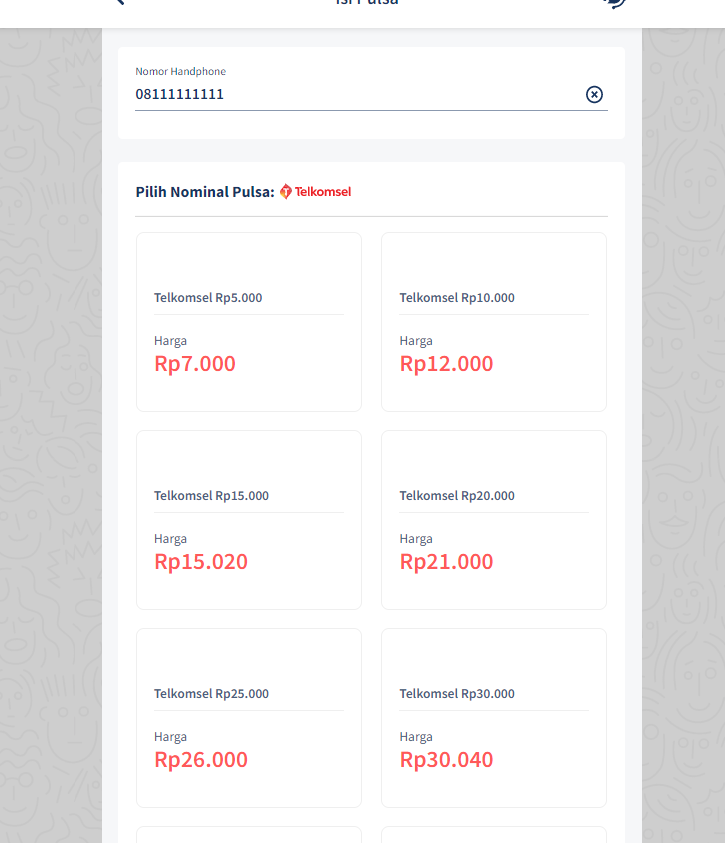 Isi Pulsa
Nomor Handphone
08111111111
Pilih Nominal Pulsa: Telkomsel
Telkomsel Rp5.000
Harga
Rp7.000
Telkomsel Rp10.000
Harga
Rp12.000
Telkomsel Rp15.000
Harga
Rp15.020
Telkomsel Rp20.000
Harga
Rp21.000
Telkomsel Rp25.000
Harga
Rp26.000
Telkomsel Rp30.000
Harga
Rp30.040